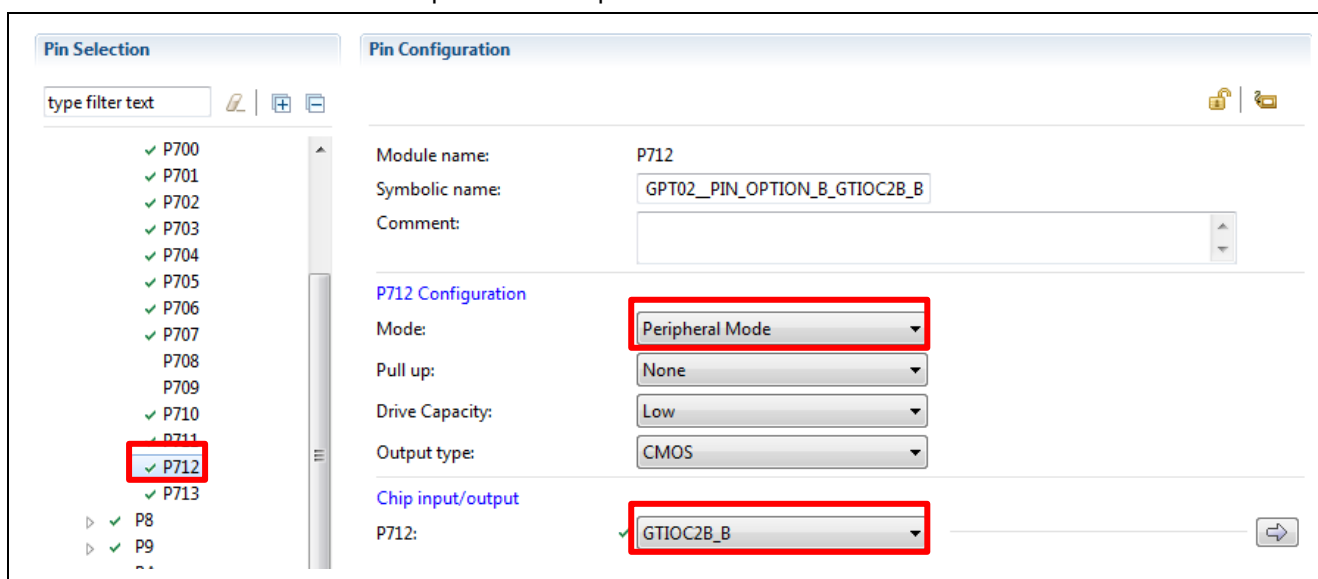 Pin Selection
type filter text
P700
P701
P702
P703
P704
P705
P706
P707
P708
P709
P710
P711
P712
P713
P8
P9
Pin Configuration
Module name: P712
Symbolic name: GPT02__PIN_OPTION_B_GTIOC2B_B
Comment:
P712 Configuration
Mode: Peripheral Mode
Pull up: None
Drive Capacity: Low
Output type: CMOS
Chip input/output
P712: GTIOC2B_B